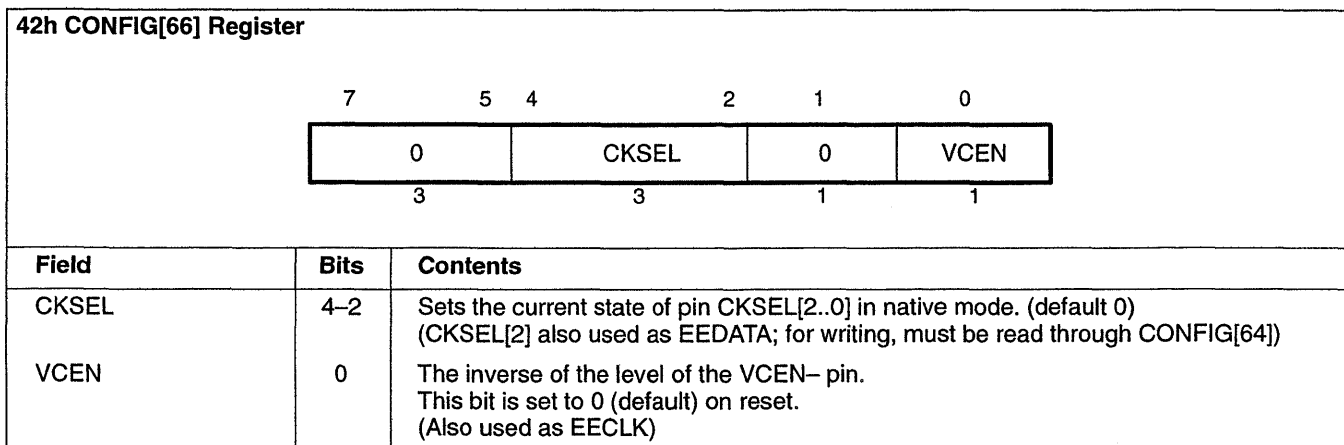 42h CONFIG[66] Register
7 5 4 2 1 0
0 CKSEL 0 VCEN
3 3 1 1
Field Bits Contents
CKSEL 4–2 Sets the current state of pin CKSEL[2..0] in native mode. (default 0)
(CKSEL[2] also used as EEDATA; for writing, must be read through CONFIG[64])
VCEN 0 The inverse of the level of the VCEN– pin.
This bit is set to 0 (default) on reset.
(Also used as EECLK)